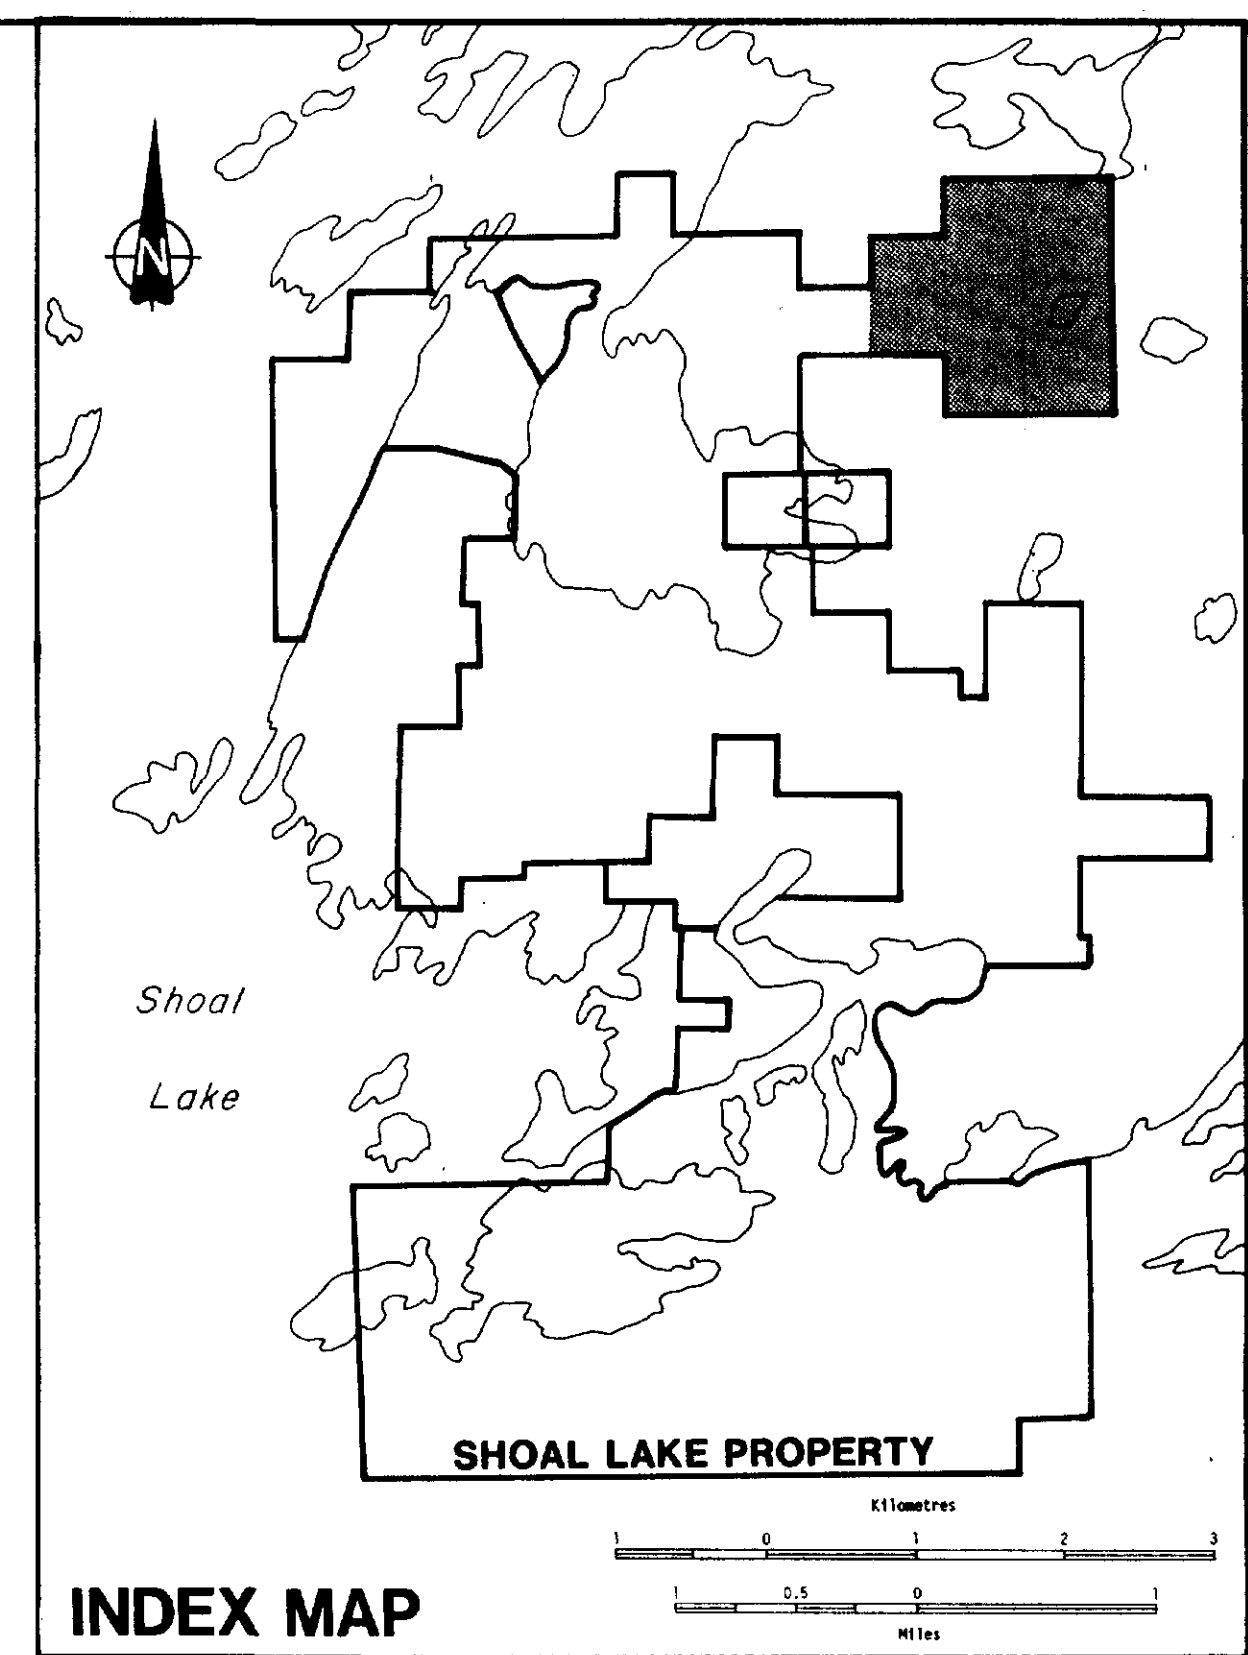 N
Shoal
Lake
SHOAL LAKE PROPERTY
Kilometres
1 0 1 2 3
1 0.5 0 1
Miles
INDEX MAP